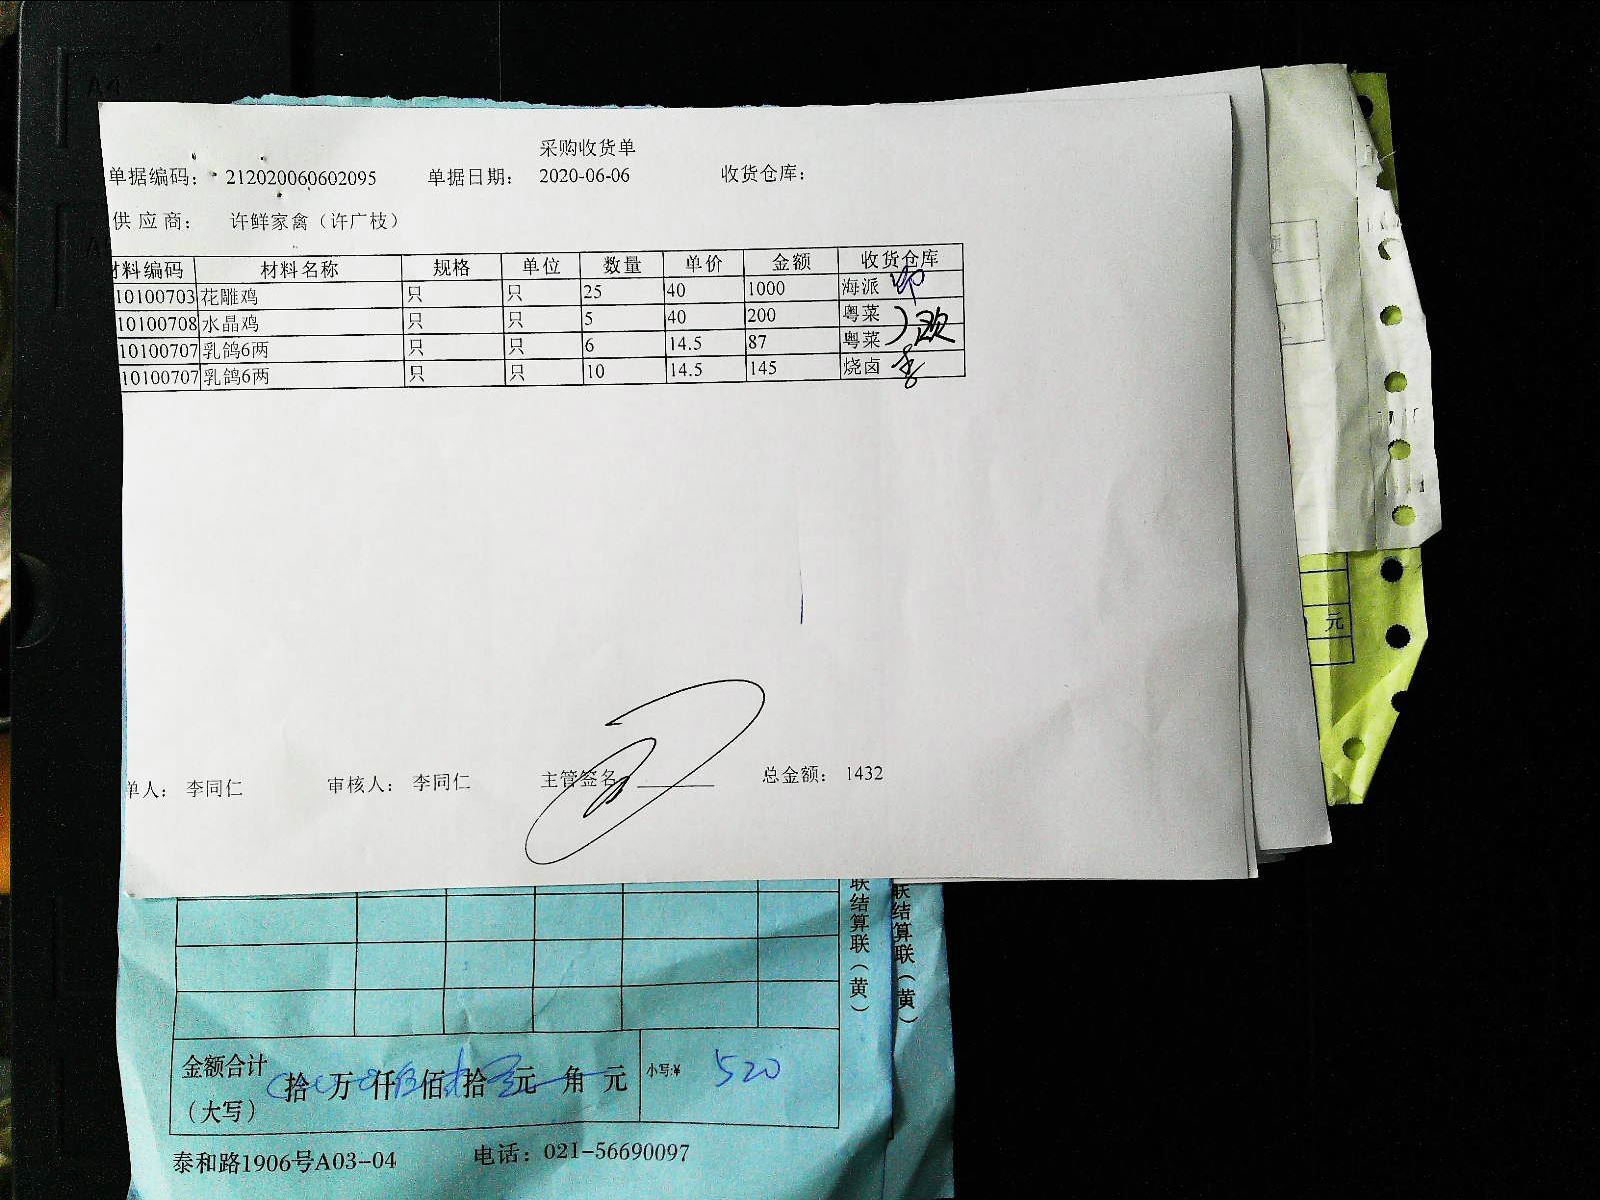 采购收货单
单据编码： 212020060602095 单据日期： 2020-06-06 收货仓库：
供 应 商： 许鲜家禽（许广枝）
材料编码 材料名称 规格 单位 数量 单价 金额 收货仓库
10100703 花雕鸡 只 只 25 40 1000 海派
10100708 水晶鸡 只 只 5 40 200 粤菜
10100707 乳鸽6两 只 只 6 14.5 87 粤菜
10100707 乳鸽6两 只 只 10 14.5 145 烧卤
单人： 李同仁 审核人： 李同仁 主管签名 总金额： 1432
元
联结算联（黄）
联结算联（黄）
金额合计（大写） 拾 万 仟 佰 拾 元 角 元 小写:¥ 520
泰和路1906号A03-04 电话：021-56690097